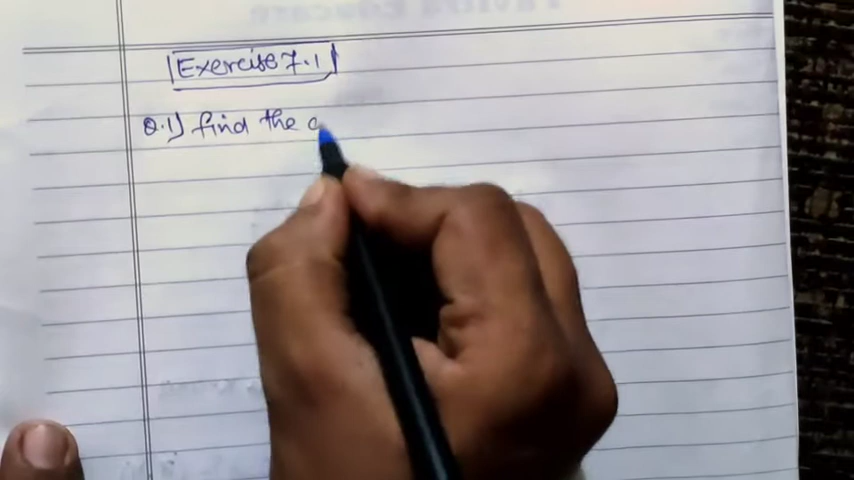 Exercise 7.1
Q.1) find the